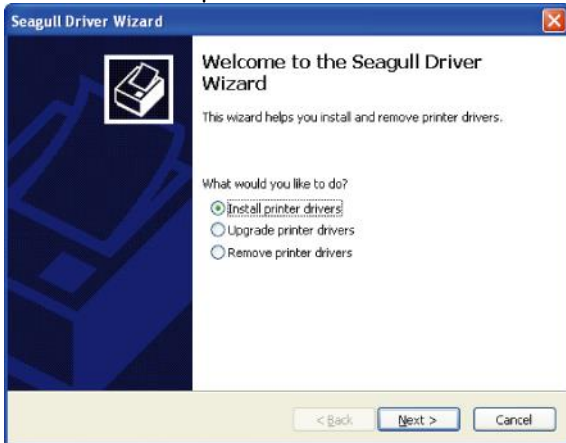 Seagull Driver Wizard
Welcome to the Seagull Driver
Wizard
This wizard helps you install and remove printer drivers.
What would you like to do?
Install printer drivers
Upgrade printer drivers
Remove printer drivers
< Back Next > Cancel